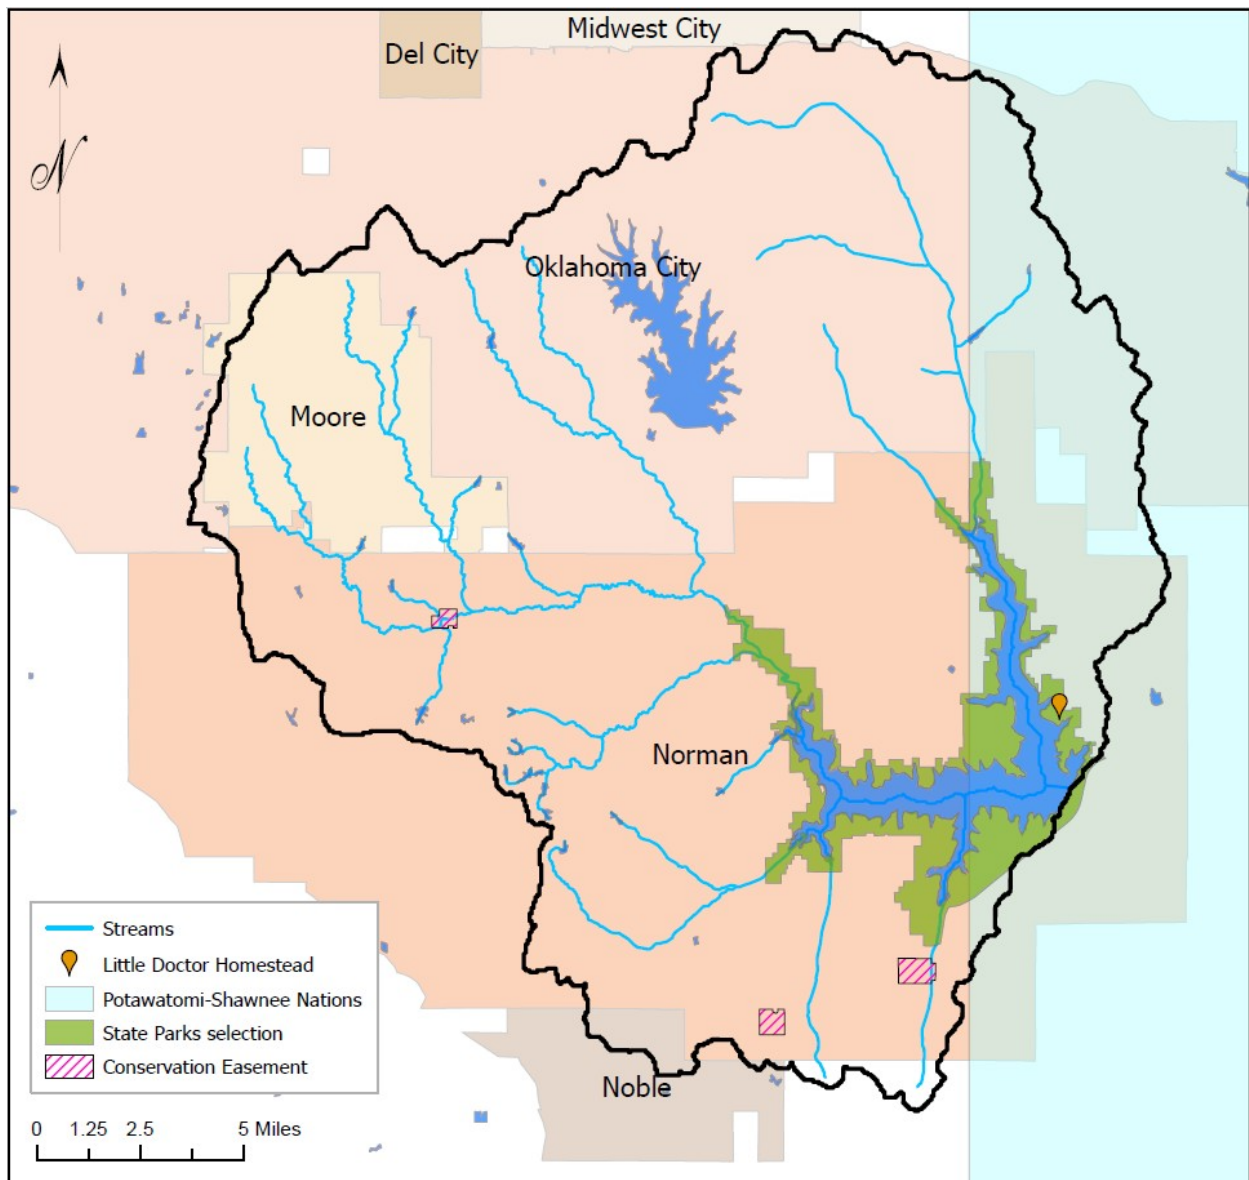 Midwest City
Del City
N
Oklahoma City
Moore
Norman
Noble
Streams
Little Doctor Homestead
Potawatomi-Shawnee Nations
State Parks selection
Conservation Easement
0 1.25 2.5 5 Miles